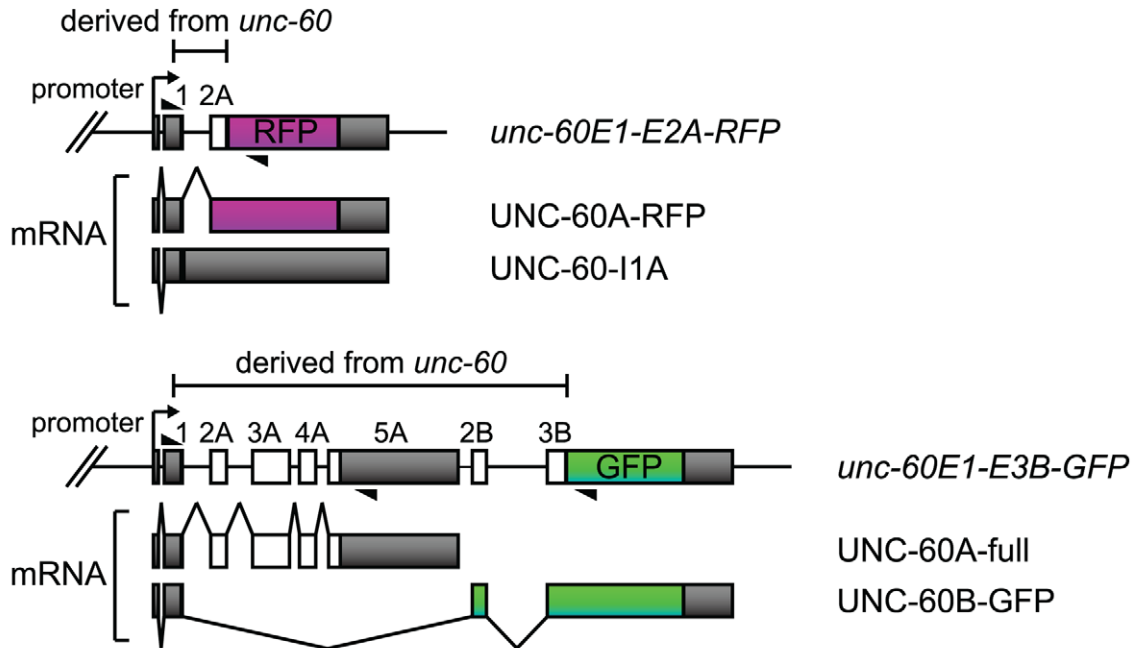 derived from unc-60
promoter 1 2A
RFP unc-60E1-E2A-RFP
mRNA
UNC-60A-RFP
UNC-60-I1A
derived from unc-60
promoter 1 2A 3A 4A 5A 2B 3B
GFP unc-60E1-E3B-GFP
mRNA
UNC-60A-full
UNC-60B-GFP